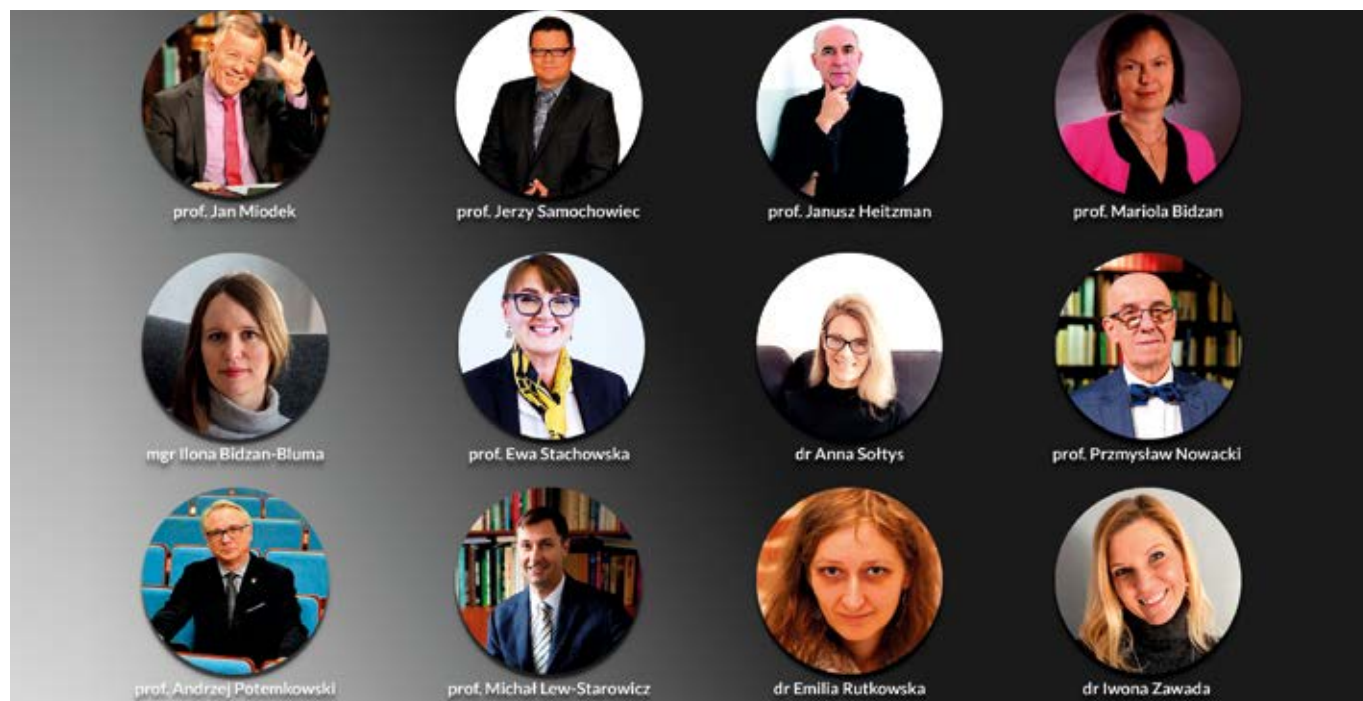 prof. Jan Miodek
prof. Jerzy Samochowiec
prof. Janusz Heitzman
prof. Mariola Bidzan
mgr Ilona Bidzan-Bluma
prof. Ewa Stachowska
dr Anna Sołtys
prof. Przmysław Nowacki
prof. Andrzej Potemkowski
prof. Michał Lew-Starowicz
dr Emilia Rutkowska
dr Iwona Zawada